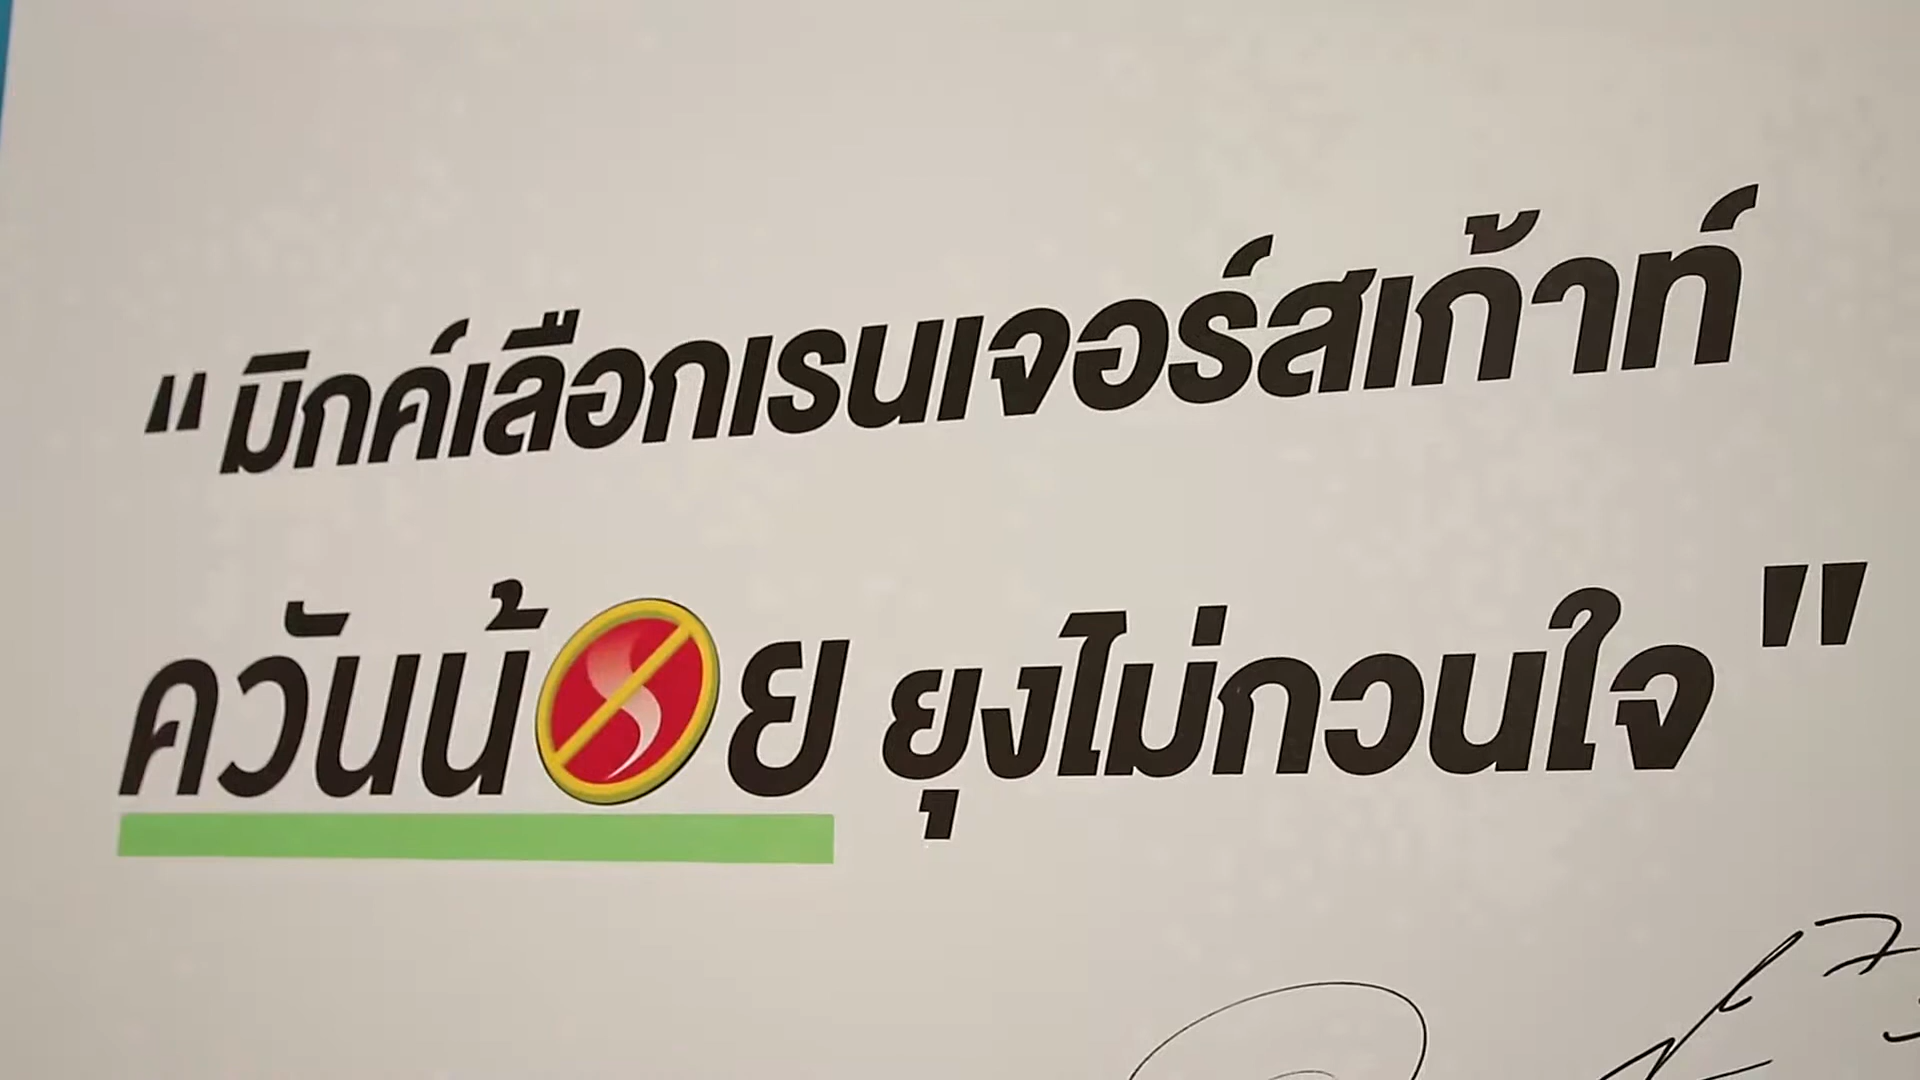 "มิกค์เลือกเรนเจอร์สเก้าท์
ควันน้อย ยุงไม่กวนใจ"